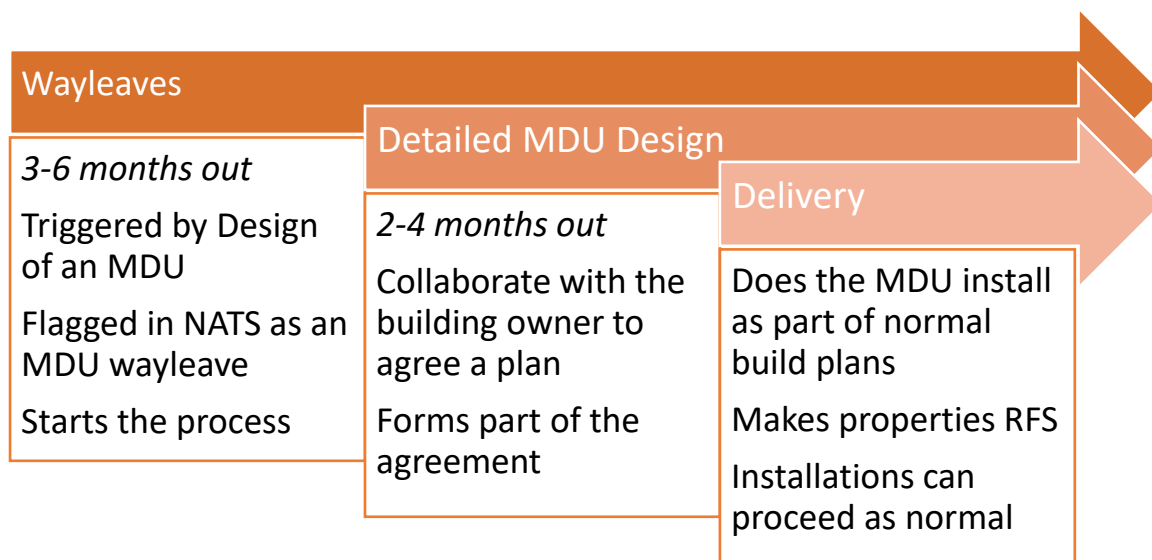 Wayleaves
3-6 months out
Triggered by Design
of an MDU
Flagged in NATS as an
MDU wayleave
Starts the process
Detailed MDU Design
2-4 months out
Collaborate with the
building owner to
agree a plan
Forms part of the
agreement
Delivery
Does the MDU install
as part of normal
build plans
Makes properties RFS
Installations can
proceed as normal